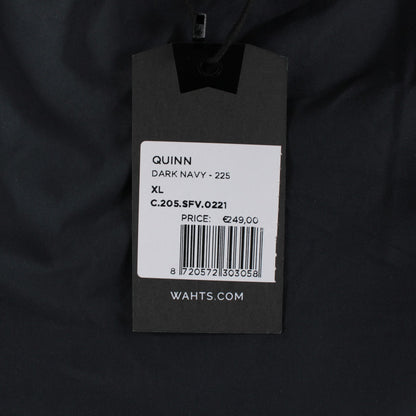 QUINN
DARK NAVY - 225
XL
C.205.SFV.0221
PRICE: €249,00
8 720572 303058
WAHTS.COM